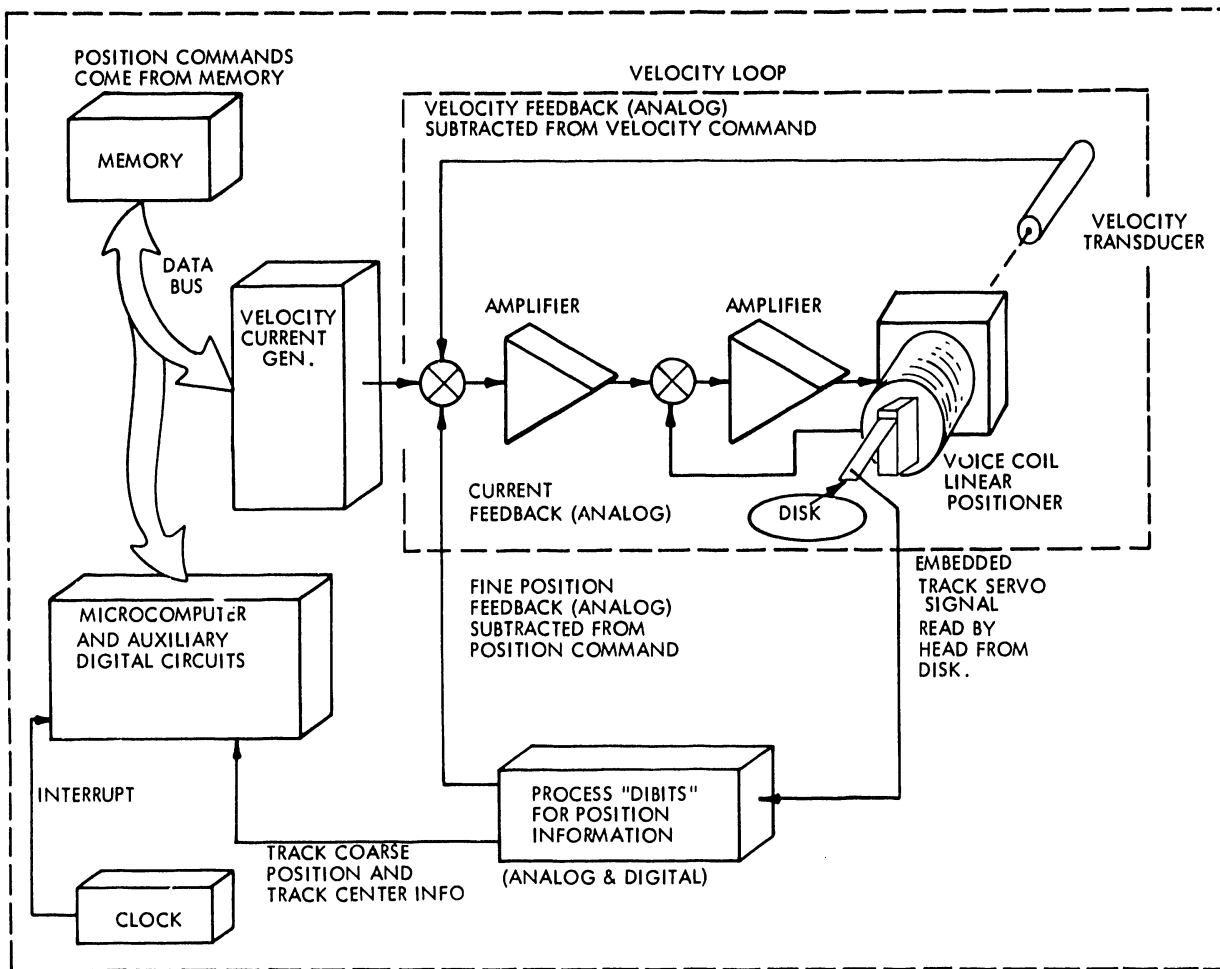 POSITION COMMANDS
COME FROM MEMORY
MEMORY
DATA
BUS
VELOCITY
CURRENT
GEN.
VELOCITY LOOP
VELOCITY FEEDBACK (ANALOG)
SUBTRACTED FROM VELOCITY COMMAND
VELOCITY
TRANSDUCER
AMPLIFIER
AMPLIFIER
VOICE COIL
LINEAR
POSITIONER
CURRENT
FEEDBACK (ANALOG)
DISK
EMBEDDED
TRACK SERVO
SIGNAL
READ BY
HEAD FROM
DISK.
FINE POSITION
FEEDBACK (ANALOG)
SUBTRACTED FROM
POSITION COMMAND
MICROCOMPUTER
AND AUXILIARY
DIGITAL CIRCUITS
INTERRUPT
CLOCK
TRACK COARSE
POSITION AND
TRACK CENTER INFO
PROCESS "DIBITS"
FOR POSITION
INFORMATION
(ANALOG & DIGITAL)